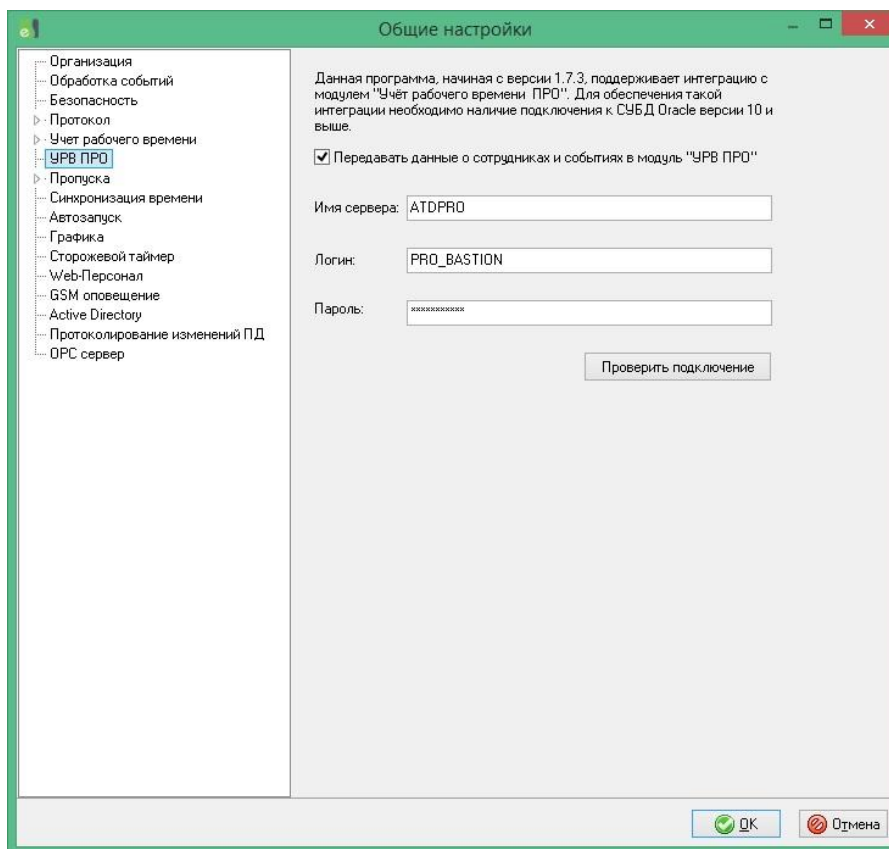 Общие настройки
Организация
Обработка событий
Безопасность
Протокол
Учет рабочего времени
УРВ ПРО
Пропуска
Синхронизация времени
Автозапуск
Графика
Сторожевой таймер
Web-Персонал
GSM оповещение
Active Directory
Протоколирование изменений ПД
OPC сервер
Данная программа, начиная с версии 1.7.3, поддерживает интеграцию с
модулем "Учёт рабочего времени ПРО". Для обеспечения такой
интеграции необходимо наличие подключения к СУБД Oracle версии 10 и
выше.
Передавать данные о сотрудниках и событиях в модуль "УРВ ПРО"
Имя сервера: ATDPRO
Логин: PRO_BASTION
Пароль: ***********
Проверить подключение
OK Отмена